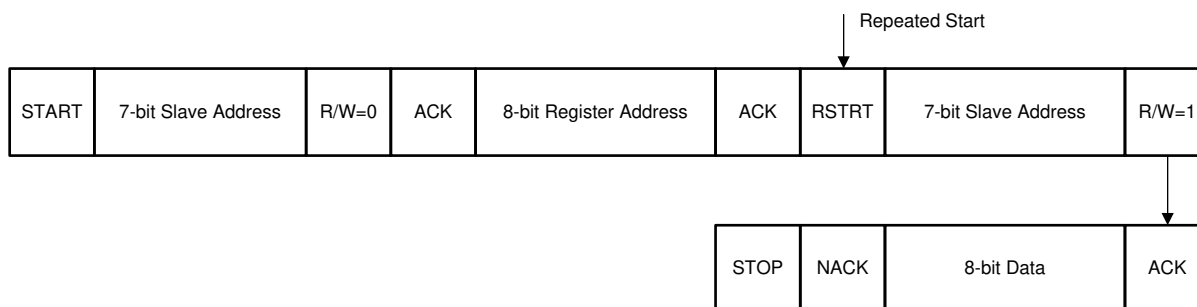 Repeated Start
START 7-bit Slave Address R/W=0 ACK 8-bit Register Address ACK RSTRT 7-bit Slave Address R/W=1
STOP NACK 8-bit Data ACK